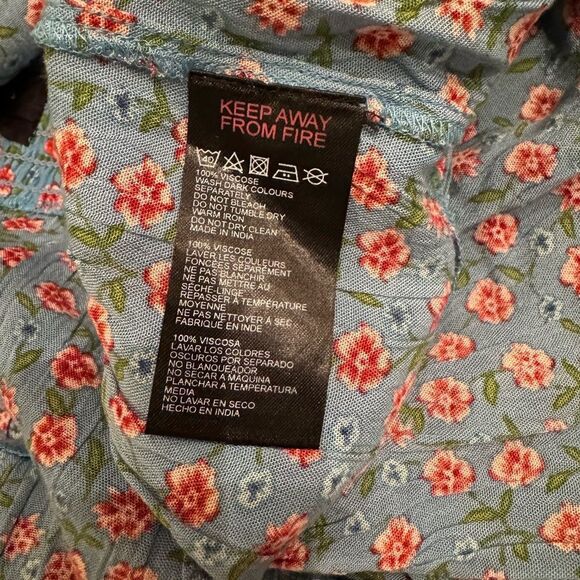 KEEP AWAY
FROM FIRE
40
100% VISCOSE
WASH DARK COLOURS
SEPARATELY
DO NOT BLEACH
DO NOT TUMBLE DRY
WARM IRON
DO NOT DRY CLEAN
MADE IN INDIA
100% VISCOSE
LAVER LES COULEURS
FONCÉES SÉPARÉMENT
NE PAS BLANCHIR
NE PAS METTRE AU
SÈCHE-LINGE
REPASSER À TEMPÉRATURE
MOYENNE
NE PAS NETTOYER A SEC
FABRIQUÉ EN INDE
100% VISCOSA
LAVAR LOS COLORES
OSCUROS POR SEPARADO
NO BLANQUEADOR
NO SECAR A MÁQUINA
PLANCHAR A TEMPERATURA
MEDIA
NO LAVAR EN SECO
HECHO EN INDIA